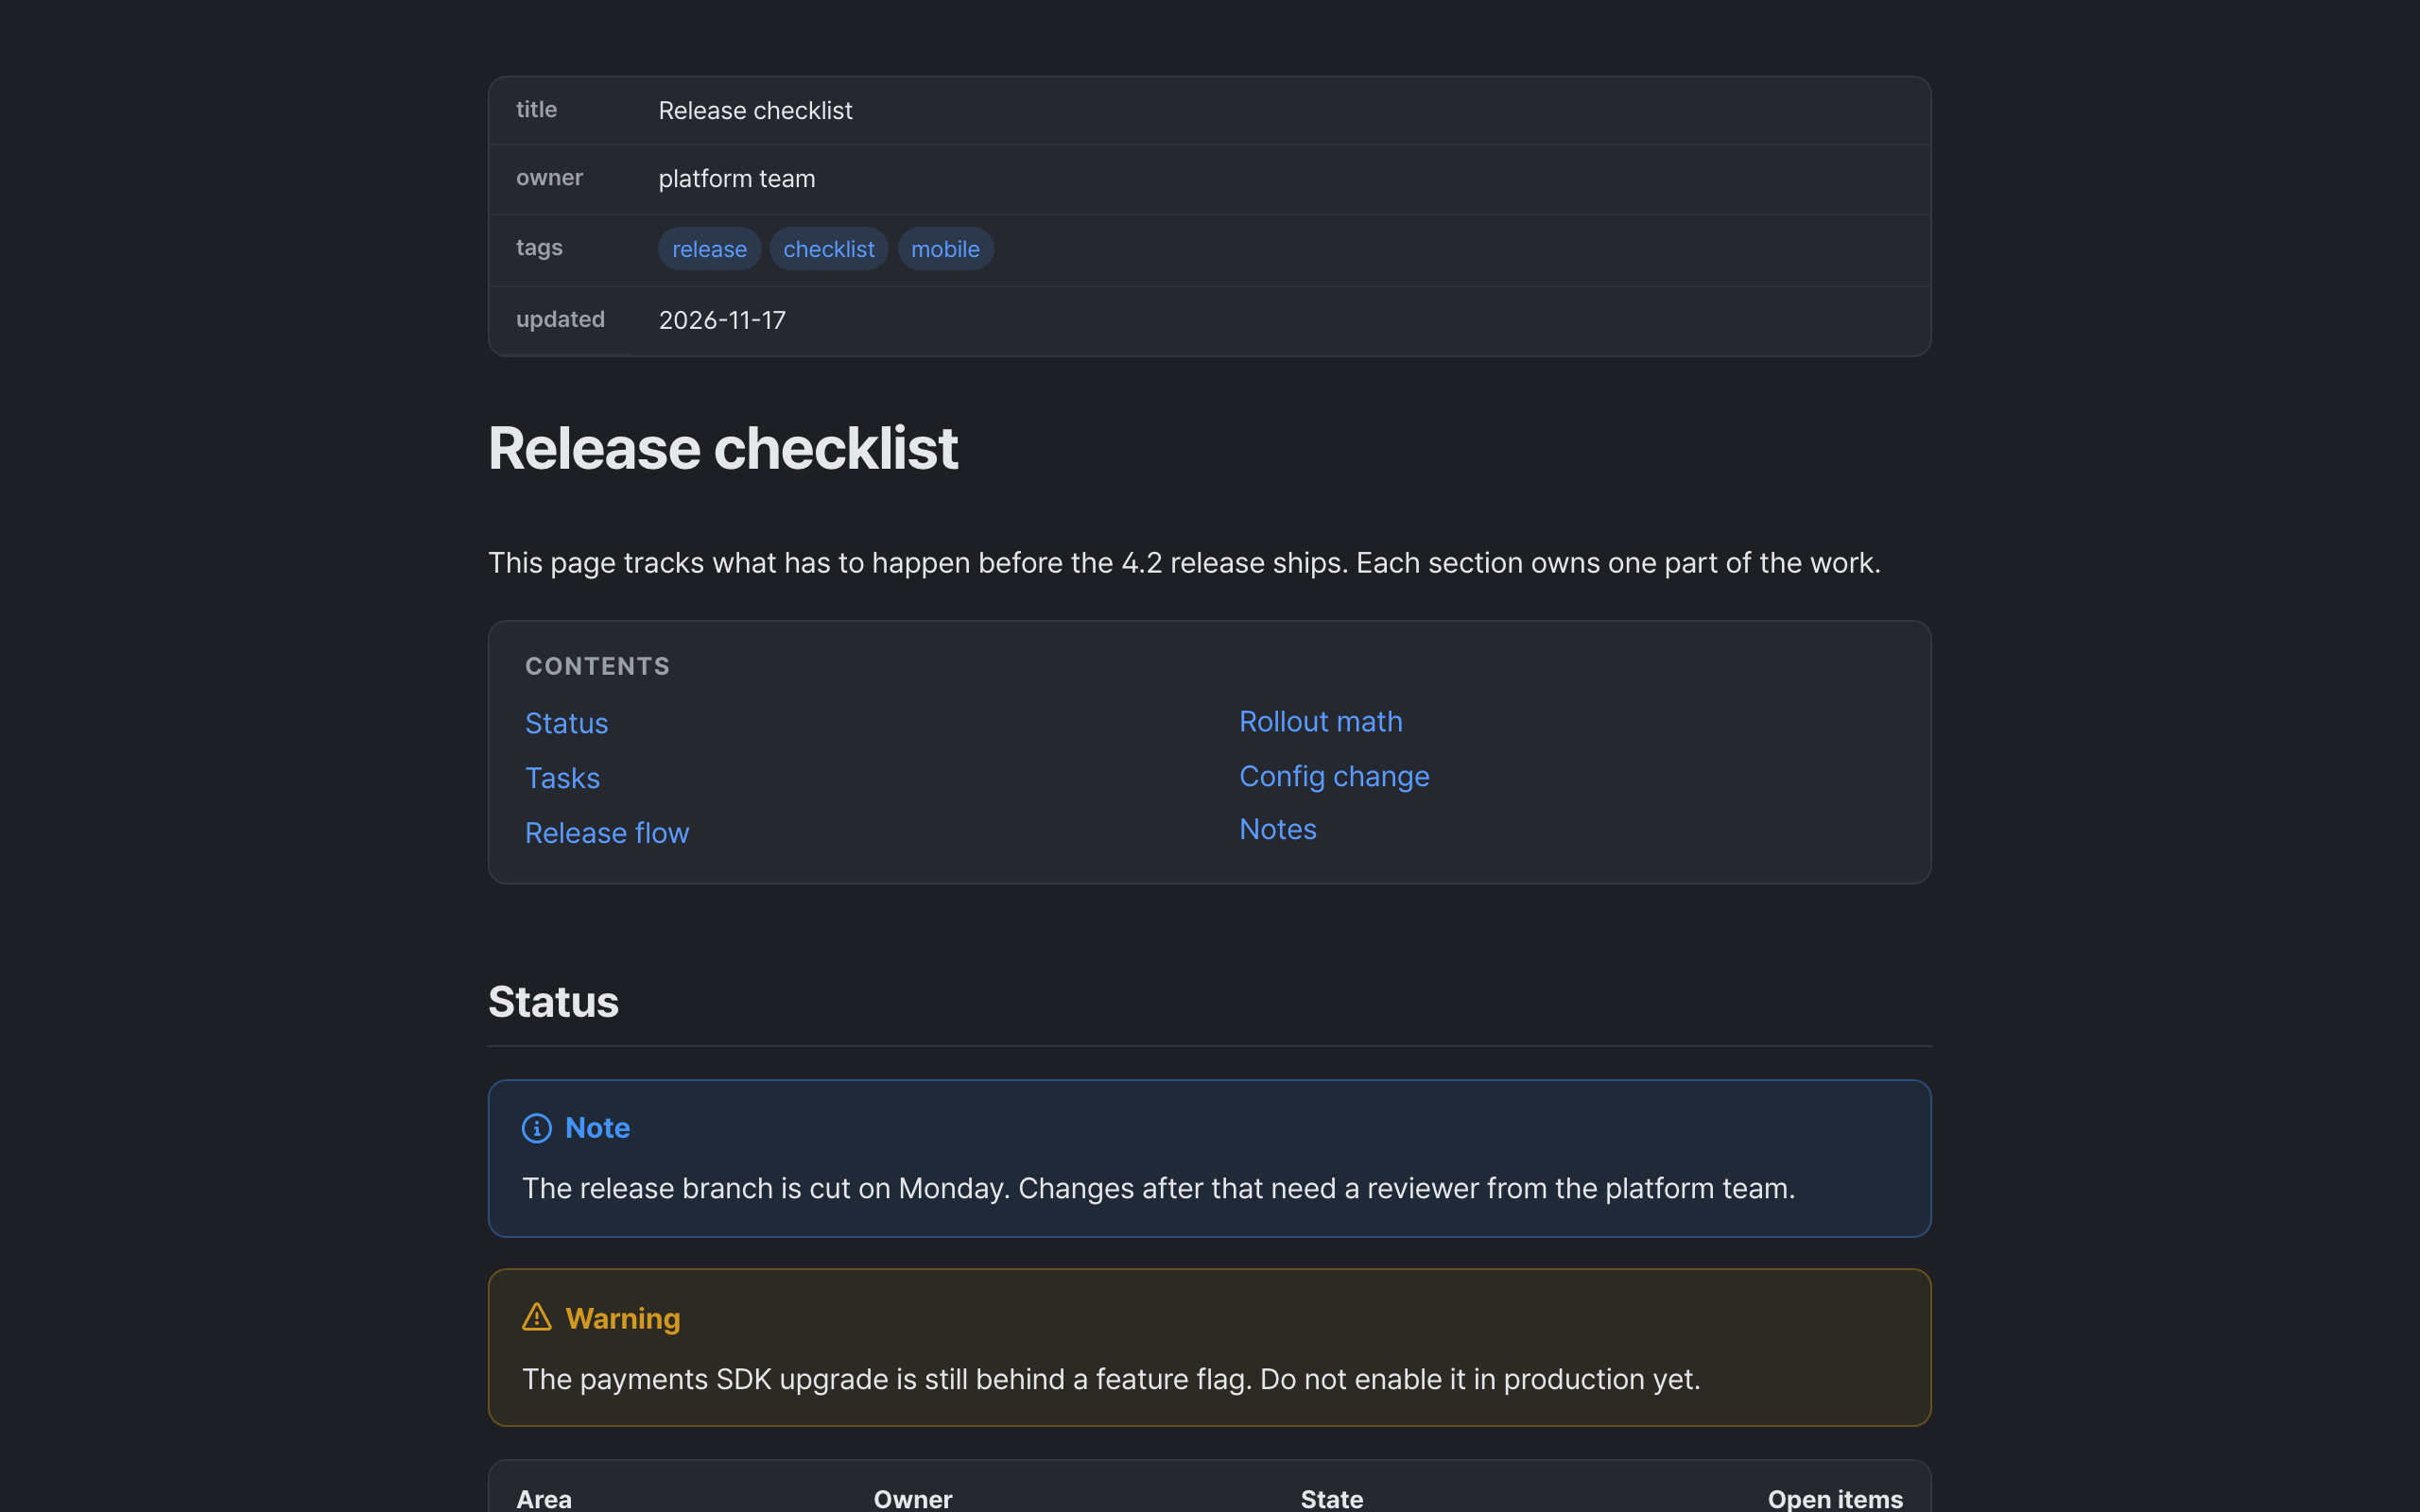 title Release checklist
owner platform team
tags release checklist mobile
updated 2026-11-17
Release checklist
This page tracks what has to happen before the 4.2 release ships. Each section owns one part of the work.
CONTENTS
Status
Tasks
Release flow
Rollout math
Config change
Notes
Status
Note
The release branch is cut on Monday. Changes after that need a reviewer from the platform team.
Warning
The payments SDK upgrade is still behind a feature flag. Do not enable it in production yet.
Area Owner State Open items